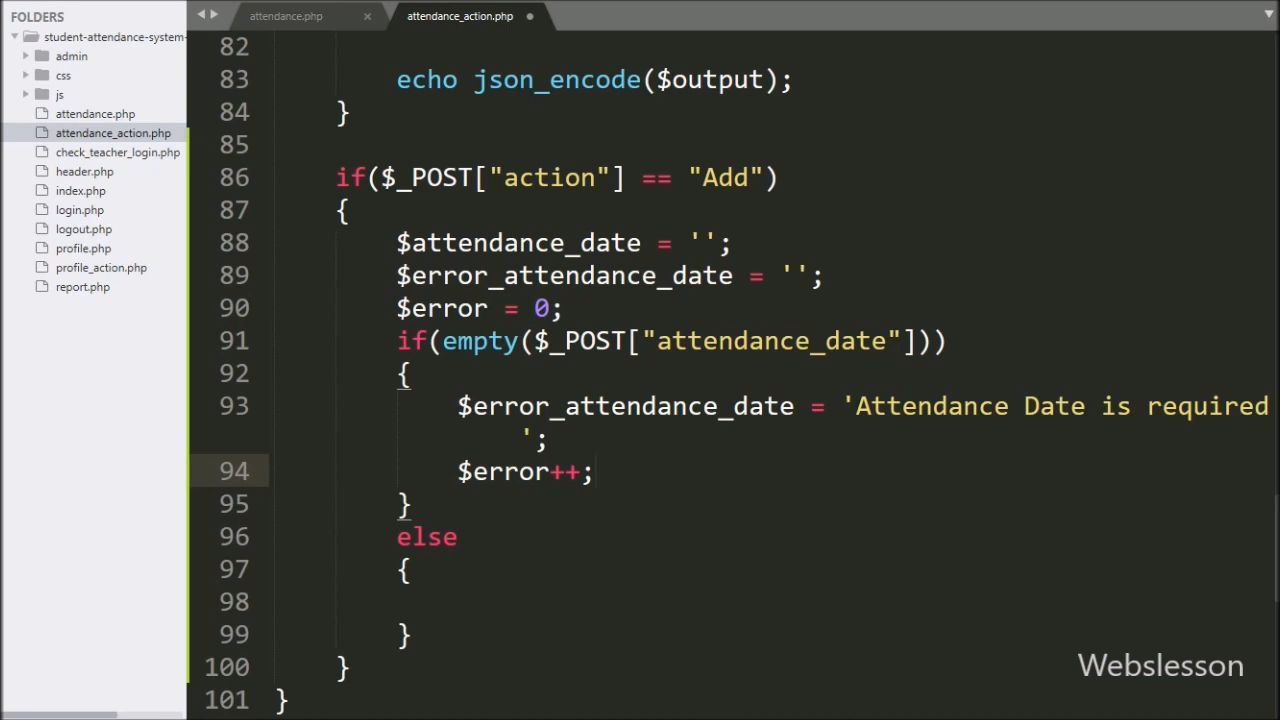 FOLDERS
student-attendance-system-
admin
css
js
attendance.php
attendance_action.php
check_teacher_login.php
header.php
index.php
login.php
logout.php
profile.php
profile_action.php
report.php
attendance.php
attendance_action.php
82
83 echo json_encode($output);
84 }
85
86 if($_POST["action"] == "Add")
87 {
88 $attendance_date = '';
89 $error_attendance_date = '';
90 $error = 0;
91 if(empty($_POST["attendance_date"]))
92 {
93 $error_attendance_date = 'Attendance Date is required
';
94 $error++;
95 }
96 else
97 {
98
99 }
100 }
101 }
Webslesson